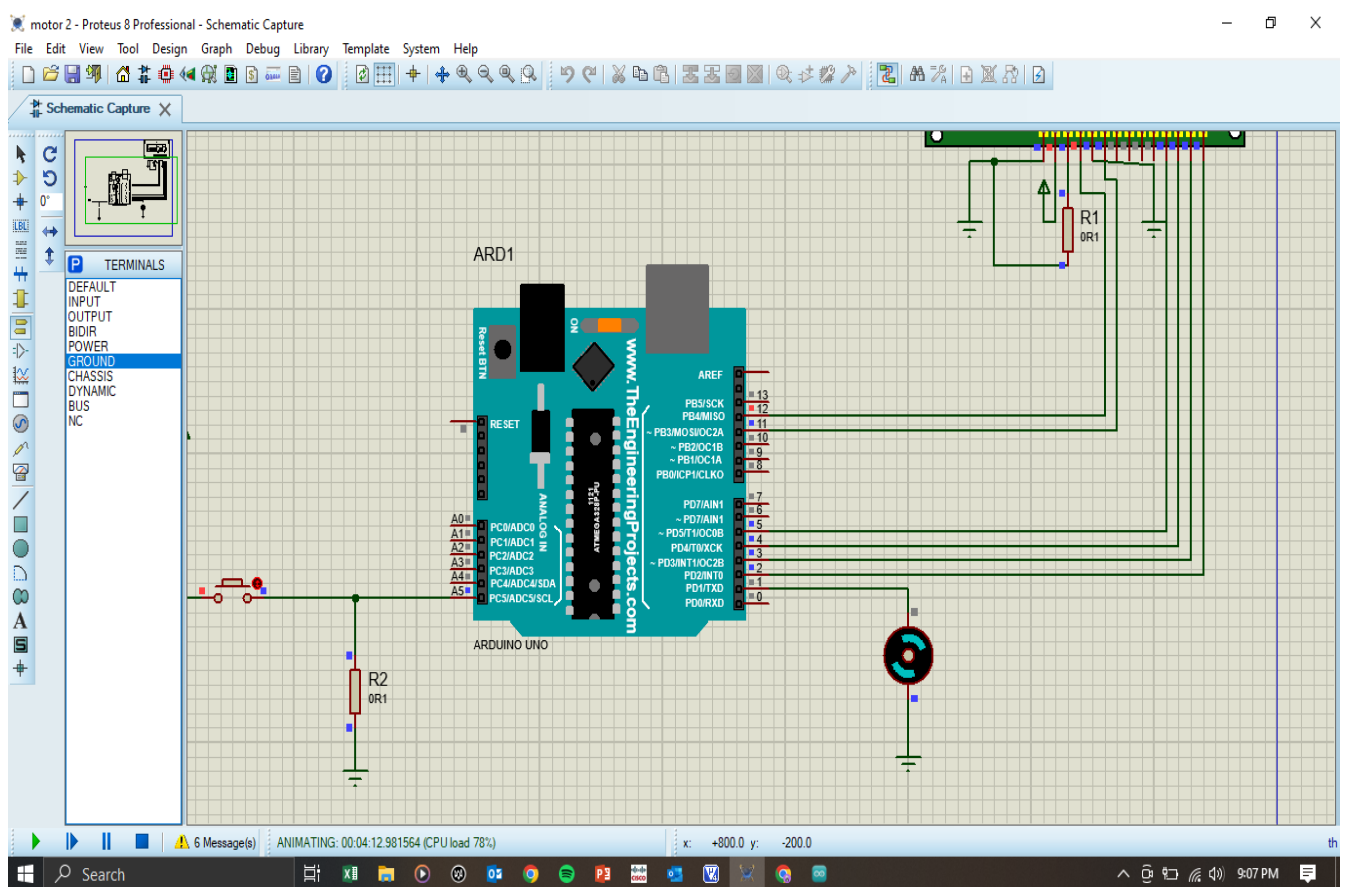 motor 2 - Proteus 8 Professional - Schematic Capture
File Edit View Tool Design Graph Debug Library Template System Help
Schematic Capture
0°
LBL
P TERMINALS
DEFAULT
INPUT
OUTPUT
BIDIR
POWER
GROUND
CHASSIS
DYNAMIC
BUS
NC
A
S
R1
0R1
ARD1
ON
Reset BTN
www.TheEngineeringProjects.com
AREF
PB5/SCK 13
PB4/MISO 12
~ PB3/MOSI/OC2A 11
~ PB2/OC1B 10
~ PB1/OC1A 9
PB0/ICP1/CLKO 8
RESET
ANALOG IN
1121
ATMEGA328P-PU
PD7/AIN1 7
~ PD7/AIN1 6
~ PD5/T1/OC0B 5
PD4/T0/XCK 4
~ PD3/INT1/OC2B 3
PD2/INT0 2
PD1/TXD 1
PD0/RXD 0
A0 PC0/ADC0
A1 PC1/ADC1
A2 PC2/ADC2
A3 PC3/ADC3
A4 PC4/ADC4/SDA
A5 PC5/ADC5/SCL
ARDUINO UNO
R2
0R1
6 Message(s) ANIMATING: 00:04:12.981564 (CPU load 78%) x: +800.0 y: -200.0 th
Search 9:07 PM